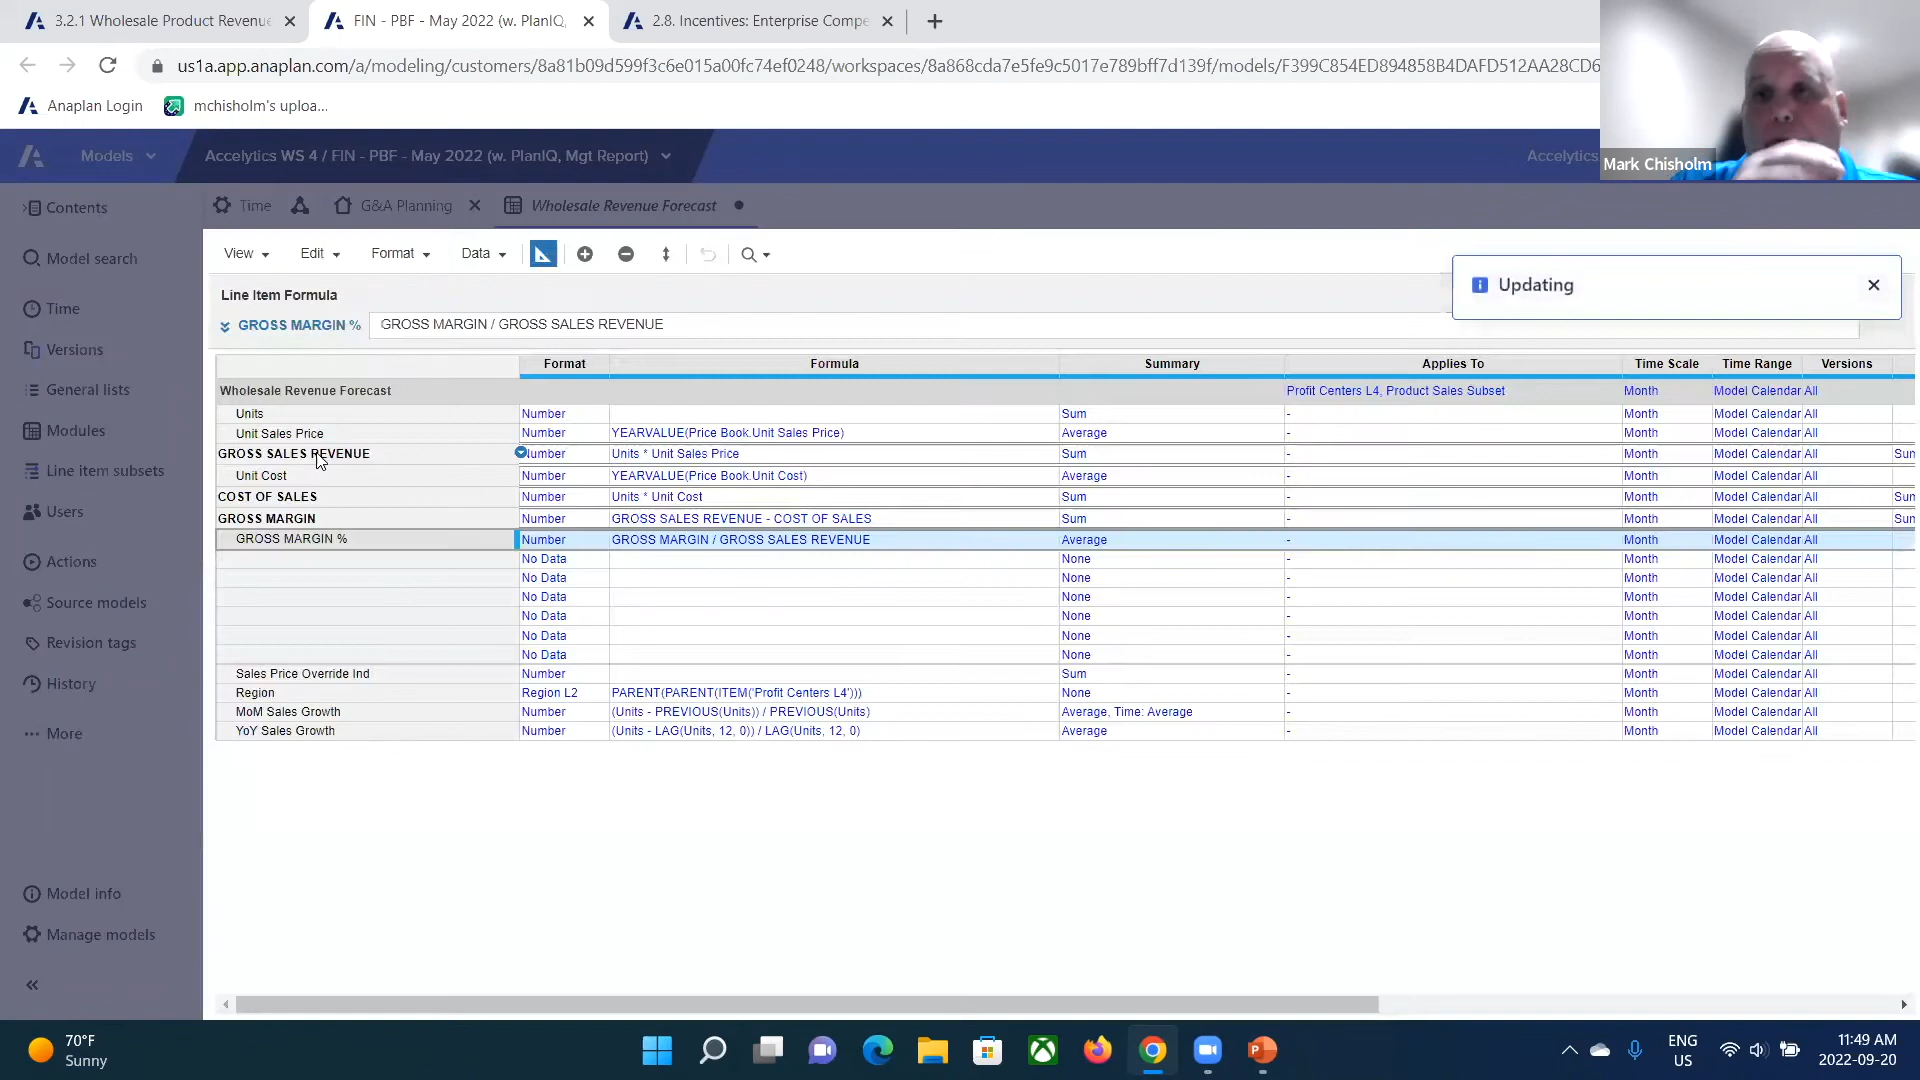 3.2.1 Wholesale Product Revenue
FIN - PBF - May 2022 (w. PlanIQ,
2.8. Incentives: Enterprise Compe
us1a.app.anaplan.com/a/modeling/customers/8a81b09d599f3c6e015a00fc74ef0248/workspaces/8a868cda7e5fe9c5017e789bff7d139f/models/F399C854ED894858B4DAFD512AA28CD6
Anaplan Login
mchisholm's uploa...
Mark Chisholm
Models
Accelytics WS 4 / FIN - PBF - May 2022 (w. PlanIQ, Mgt Report)
Accelytics
Contents
Time
G&A Planning
Wholesale Revenue Forecast
View
Edit
Format
Data
Updating
Line Item Formula
GROSS MARGIN %
GROSS MARGIN / GROSS SALES REVENUE
Model search
Time
Versions
General lists
Modules
Line item subsets
Users
Actions
Source models
Revision tags
History
More
Model info
Manage models
Format Formula Summary Applies To Time Scale Time Range Versions
Wholesale Revenue Forecast Profit Centers L4, Product Sales Subset Month Model Calendar All
Units Number Sum - Month Model Calendar All
Unit Sales Price Number YEARVALUE(Price Book.Unit Sales Price) Average - Month Model Calendar All
GROSS SALES REVENUE Number Units * Unit Sales Price Sum - Month Model Calendar All Sun
Unit Cost Number YEARVALUE(Price Book.Unit Cost) Average - Month Model Calendar All
COST OF SALES Number Units * Unit Cost Sum - Month Model Calendar All Sun
GROSS MARGIN Number GROSS SALES REVENUE - COST OF SALES Sum - Month Model Calendar All Sun
GROSS MARGIN % Number GROSS MARGIN / GROSS SALES REVENUE Average - Month Model Calendar All
No Data None - Month Model Calendar All
No Data None - Month Model Calendar All
No Data None - Month Model Calendar All
No Data None - Month Model Calendar All
No Data None - Month Model Calendar All
No Data None - Month Model Calendar All
Sales Price Override Ind Number Sum - Month Model Calendar All
Region Region L2 PARENT(PARENT(ITEM('Profit Centers L4'))) None - Month Model Calendar All
MoM Sales Growth Number (Units - PREVIOUS(Units)) / PREVIOUS(Units) Average, Time: Average - Month Model Calendar All
YoY Sales Growth Number (Units - LAG(Units, 12, 0)) / LAG(Units, 12, 0) Average - Month Model Calendar All
70°F
Sunny
ENG
US
11:49 AM
2022-09-20